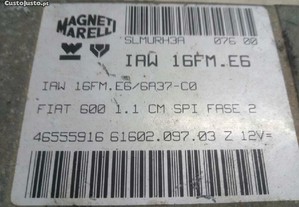 CustoJusto.pt
MAGNETI
MARELLI
SLMURH3A 076 00
IAW 16FM.E6
IAW 16FM.E6/6A37-C0
FIAT 600 1.1 CM SPI FASE 2
46555916 61602.097.03 Z 12V=